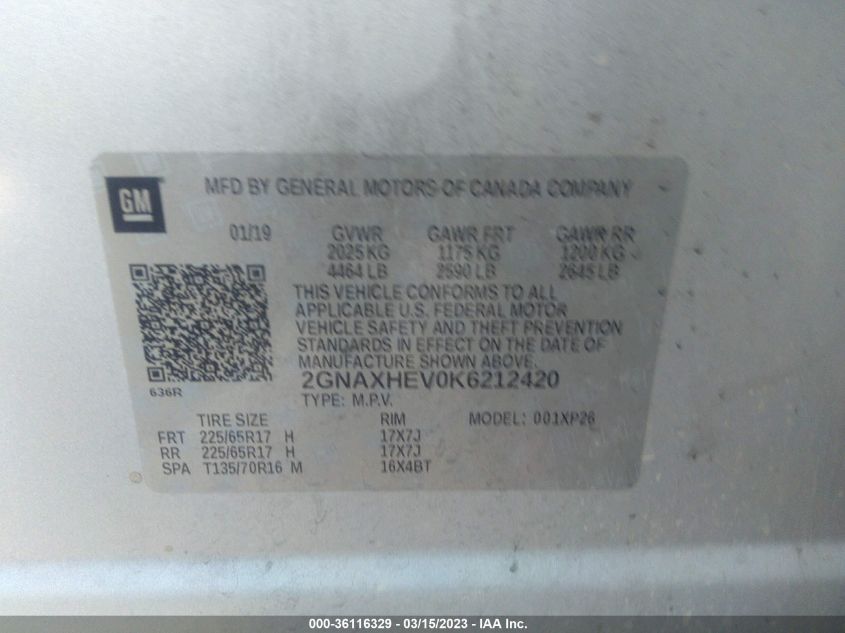 GM
MFD BY GENERAL MOTORS OF CANADA COMPANY
01/19 GVWR GAWR FRT GAWR RR
2025 KG 1175 KG 1200 KG
4464 LB 2590 LB 2645 LB
THIS VEHICLE CONFORMS TO ALL
APPLICABLE U.S. FEDERAL MOTOR
VEHICLE SAFETY AND THEFT PREVENTION
STANDARDS IN EFFECT ON THE DATE OF
MANUFACTURE SHOWN ABOVE.
636R
2GNAXHEV0K6212420
TYPE: M.P.V.
TIRE SIZE RIM MODEL: 001XP26
FRT 225/65R17 H 17X7J
RR 225/65R17 H 17X7J
SPA T135/70R16 M 16X4BT
000-36116329 - 03/15/2023 - IAA Inc.